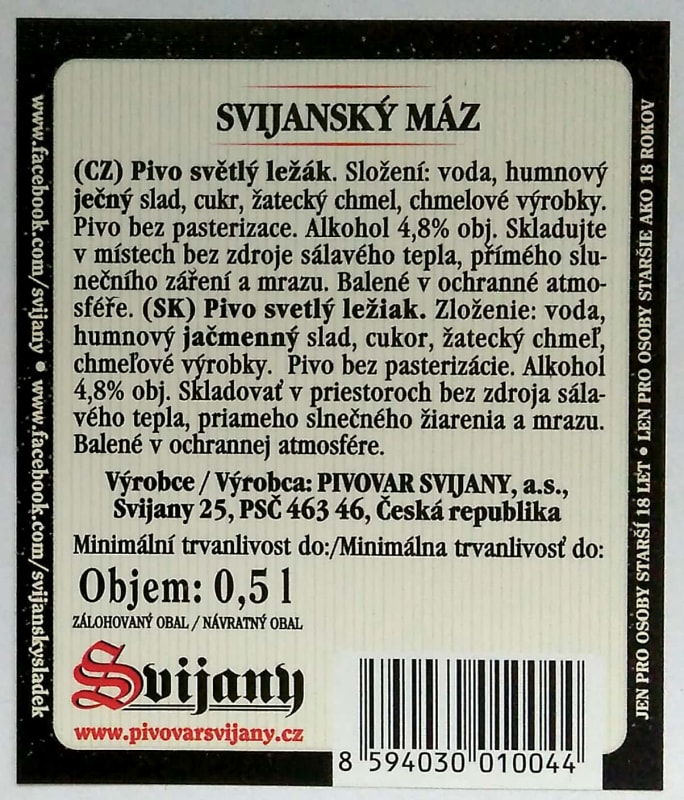 SVIJANSKÝ MÁZ
(CZ) Pivo světlý ležák. Složení: voda, humnový
ječný slad, cukr, žatecký chmel, chmelové výrobky.
Pivo bez pasterizace. Alkohol 4,8% obj. Skladujte
v místech bez zdroje sálavého tepla, přímého slu-
nečního záření a mrazu. Balené v ochranné atmo-
sféře. (SK) Pivo svetlý ležiak. Zloženie: voda,
humnový jačmenný slad, cukor, žatecký chmeľ,
chmeľové výrobky. Pivo bez pasterizácie. Alkohol
4,8% obj. Skladovať v priestoroch bez zdroja sála-
vého tepla, priameho slnečného žiarenia a mrazu.
Balené v ochrannej atmosfére.
Výrobce / Výrobca: PIVOVAR SVIJANY, a.s.,
Svijany 25, PSČ 463 46, Česká republika
Minimální trvanlivost do:/Minimálna trvanlivosť do:
Objem: 0,5 l
ZÁLOHOVANÝ OBAL / NÁVRATNÝ OBAL
Svijany
www.pivovarsvijany.cz
8 594030 010044
www.facebook.com/svijany • www.facebook.com/svijanskysladek
JEN PRO OSOBY STARŠÍ 18 LET • LEN PRO OSOBY STARŠIE AKO 18 ROKOV